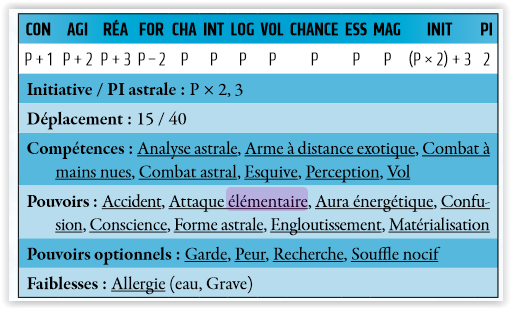 CON AGI RÉA FOR CHA INT LOG VOL CHANCE ESS MAG INIT PI
P + 1 P + 2 P + 3 P – 2 P P P P P P P (P × 2) + 3 2
Initiative / PI astrale : P × 2, 3
Déplacement : 15 / 40
Compétences : Analyse astrale, Arme à distance exotique, Combat à
mains nues, Combat astral, Esquive, Perception, Vol
Pouvoirs : Accident, Attaque élémentaire, Aura énergétique, Confu-
sion, Conscience, Forme astrale, Engloutissement, Matérialisation
Pouvoirs optionnels : Garde, Peur, Recherche, Souffle nocif
Faiblesses : Allergie (eau, Grave)